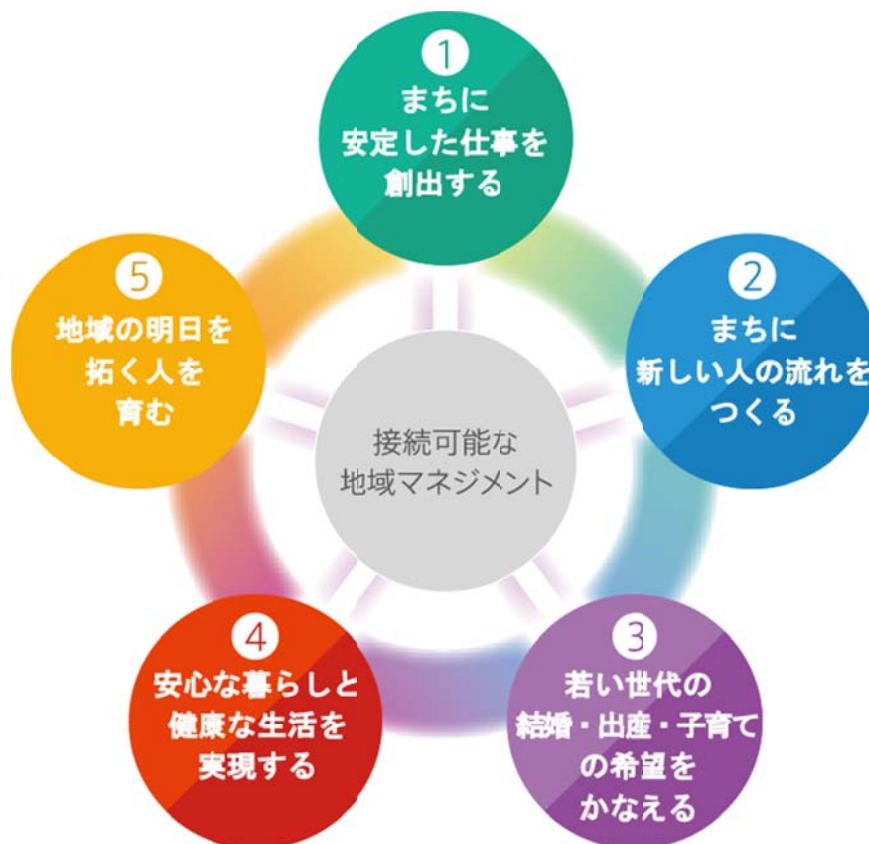 1
まちに
安定した仕事を
創出する
2
まちに
新しい人の流れを
つくる
3
若い世代の
結婚・出産・子育て
の希望を
かなえる
4
安心な暮らしと
健康な生活を
実現する
5
地域の明日を
拓く人を
育む
接続可能な
地域マネジメント